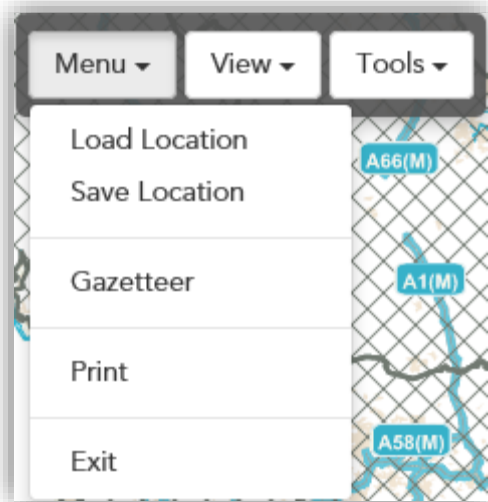 Menu View Tools
Load Location
Save Location
Gazetteer
Print
Exit
A66(M)
A1(M)
A58(M)